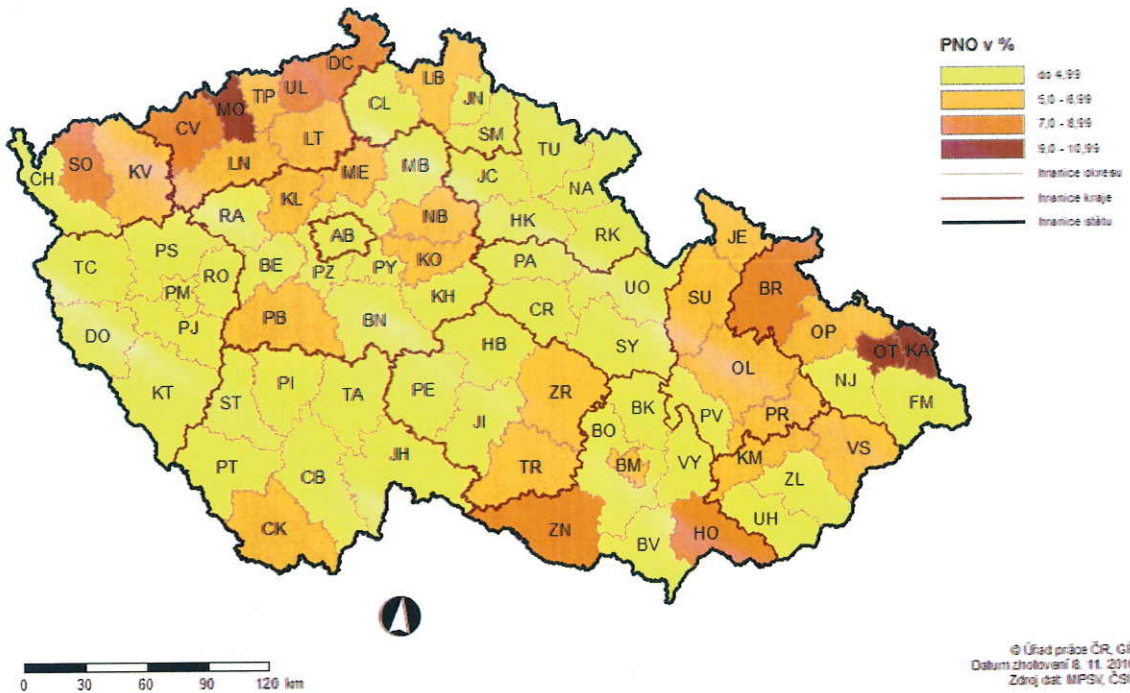 PNO v %
do 4,99
5,0 - 6,99
7,0 - 8,99
9,0 - 10,99
hranice okresu
hranice kraje
hranice státu
DC
UL
LB
TP
MO
CL
JN
CV
LT
SM
SO
KV
LN
ME
MB
TU
CH
JC
NA
RA
KL
NB
HK
RK
AB
JE
PS
BE
PZ
PY
KO
PA
TC
RO
UO
SU
BR
PM
KH
CR
OP
PB
BN
DO
PJ
SY
OT
KA
HB
OL
NJ
KT
PI
TA
PE
ZR
FM
ST
BK
PV
PR
JI
BO
KM
VS
PT
CB
JH
TR
BM
VY
ZL
CK
ZN
HO
UH
BV
0 30 60 90 120 km
© Úřad práce ČR,
Datum zhotovení 8. 11. 2016
Zdroj dat: MPSV,